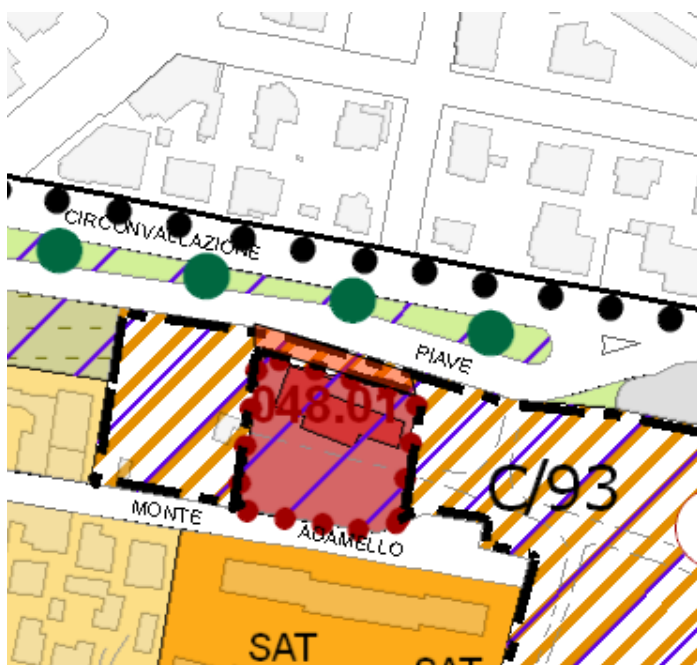 CIRCONVALLAZIONE
PIAVE
048.01
C/93
MONTE
ADAMELLO
SAT
SAT